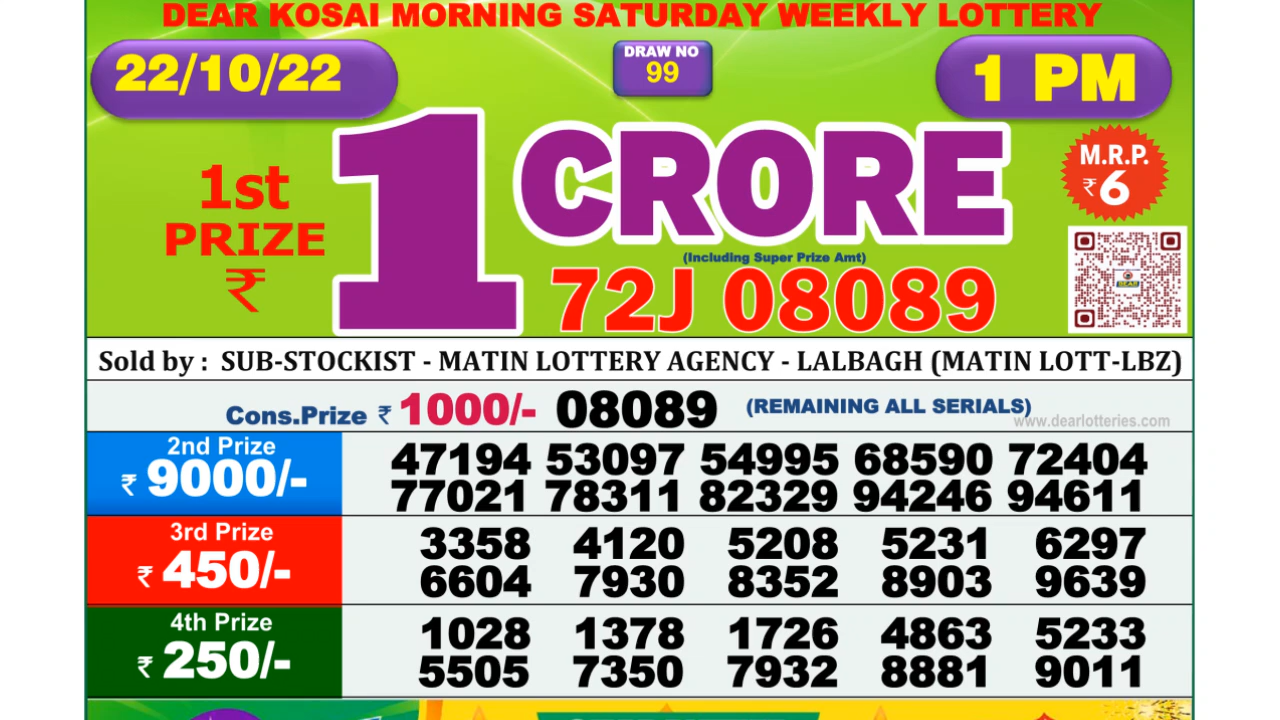 DEAR KOSAI MORNING SATURDAY WEEKLY LOTTERY
22/10/22
DRAW NO
99
1 PM
1st
PRIZE
₹
1 CRORE
(Including Super Prize Amt)
72J 08089
M.R.P.
₹6
DEAR
Sold by : SUB-STOCKIST - MATIN LOTTERY AGENCY - LALBAGH (MATIN LOTT-LBZ)
Cons.Prize ₹ 1000/- 08089 (REMAINING ALL SERIALS)
www.dearlotteries.com
2nd Prize
₹ 9000/-
47194 53097 54995 68590 72404
77021 78311 82329 94246 94611
3rd Prize
₹ 450/-
3358 4120 5208 5231 6297
6604 7930 8352 8903 9639
4th Prize
₹ 250/-
1028 1378 1726 4863 5233
5505 7350 7932 8881 9011